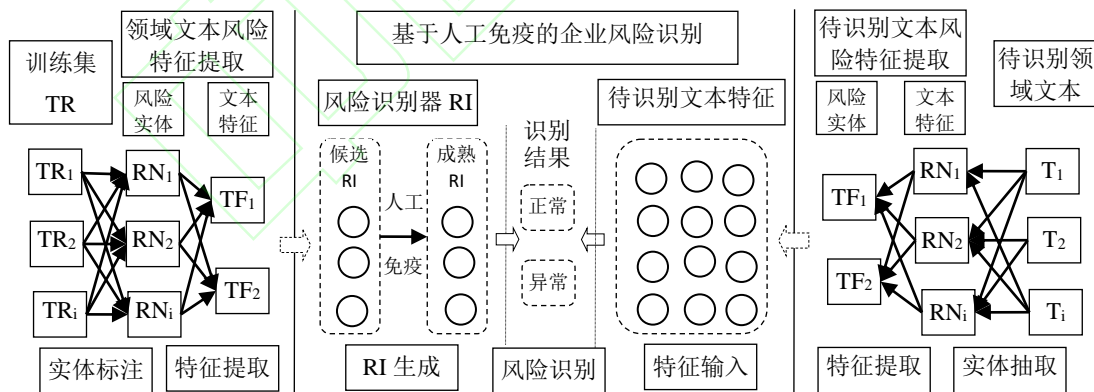 训练集
TR
领域文本风险
特征提取
风险
实体
文本
特征
TR1
TR2
TRi
RN1
RN2
RNi
TF1
TF2
实体标注
特征提取
基于人工免疫的企业风险识别
风险识别器 RI
候选
RI
人工
免疫
成熟
RI
RI 生成
识别
结果
正常
异常
风险识别
待识别文本特征
特征输入
待识别文本风
险特征提取
风险
实体
文本
特征
待识别领
域文本
TF1
TF2
RN1
RN2
RNi
T1
T2
Ti
特征提取
实体抽取